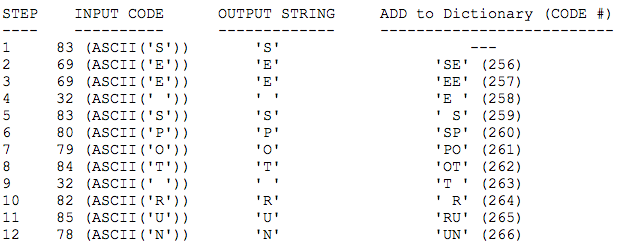 STEP INPUT CODE OUTPUT STRING ADD to Dictionary (CODE #)
---- ---------- ------------- --------------------------
1 83 (ASCII('S')) 'S' ---
2 69 (ASCII('E')) 'E' 'SE' (256)
3 69 (ASCII('E')) 'E' 'EE' (257)
4 32 (ASCII(' ')) ' ' 'E ' (258)
5 83 (ASCII('S')) 'S' ' S' (259)
6 80 (ASCII('P')) 'P' 'SP' (260)
7 79 (ASCII('O')) 'O' 'PO' (261)
8 84 (ASCII('T')) 'T' 'OT' (262)
9 32 (ASCII(' ')) ' ' 'T ' (263)
10 82 (ASCII('R')) 'R' ' R' (264)
11 85 (ASCII('U')) 'U' 'RU' (265)
12 78 (ASCII('N')) 'N' 'UN' (266)